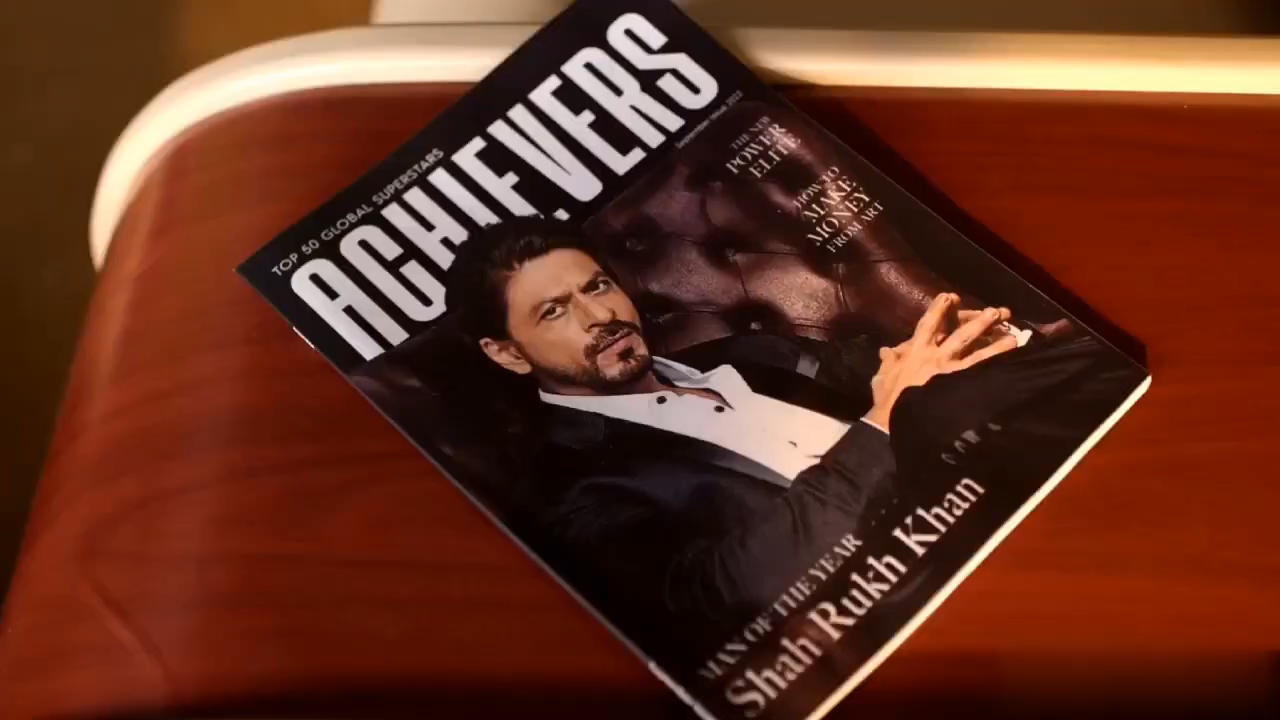 TOP 50 GLOBAL SUPERSTARS
ACHIEVERS
September Issue
THE NEW
POWER
ELITE
HOW TO
MAKE
MONEY
FROM ART
MAN OF THE YEAR
Shah Rukh Khan